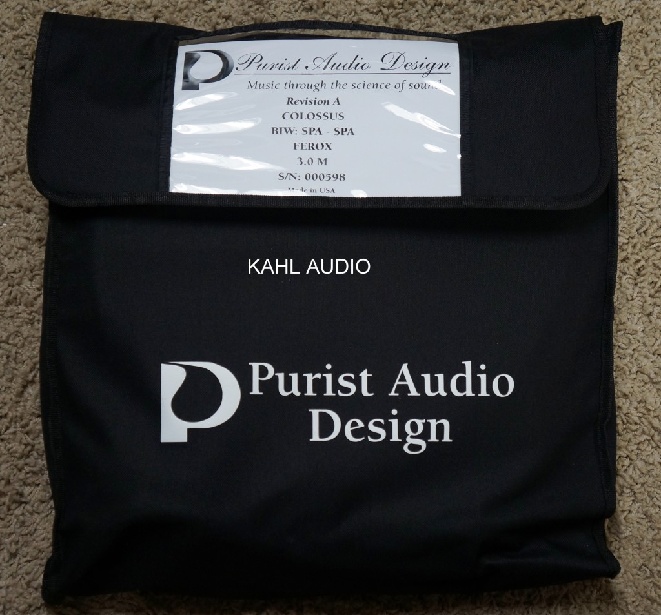 Purist Audio Design
Music through the science of sound
Revision A
COLOSSUS
BIW: SPA - SPA
FEROX
3.0 M
S/N: 000598
Made in USA
KAHL AUDIO
Purist Audio
Design